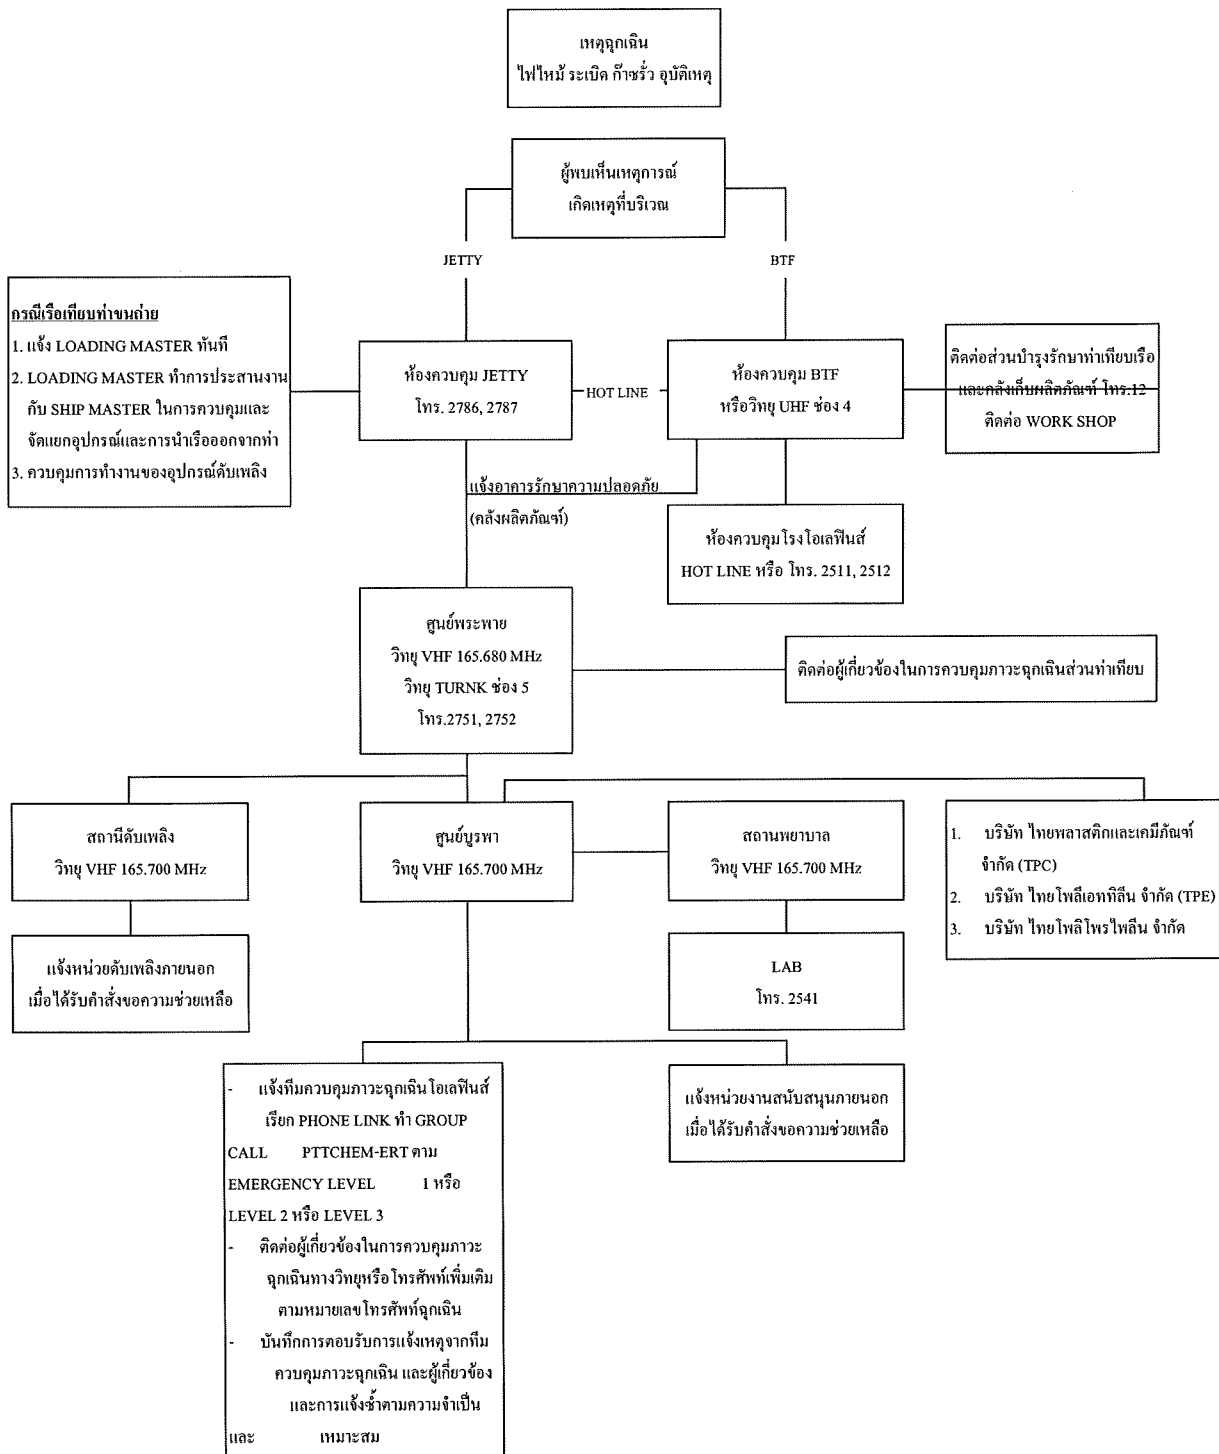 เหตุฉุกเฉิน
ไฟไหม้ ระเบิด ก๊าซรั่ว อุบัติเหตุ
ผู้พบเห็นเหตุการณ์
เกิดเหตุที่บริเวณ
JETTY
BTF
กรณีเรือเทียบท่าขนถ่าย
1. แจ้ง LOADING MASTER ทันที
2. LOADING MASTER ทำการประสานงาน
กับ SHIP MASTER ในการควบคุมและ
จัดแยกอุปกรณ์และการนำเรือออกจากท่า
3. ควบคุมการทำงานของอุปกรณ์ดับเพลิง
ห้องควบคุม JETTY
โทร. 2786, 2787
HOT LINE
ห้องควบคุม BTF
หรือวิทยุ UHF ช่อง 4
ติดต่อส่วนบำรุงรักษาท่าเทียบเรือ
และคลังเก็บผลิตภัณฑ์ โทร.12
ติดต่อ WORK SHOP
แจ้งอาคารรักษาความปลอดภัย
(คลังผลิตภัณฑ์)
ห้องควบคุมโรงโอเลฟินส์
HOT LINE หรือ โทร. 2511, 2512
ศูนย์พระพาย
วิทยุ VHF 165.680 MHz
วิทยุ TURNK ช่อง 5
โทร.2751, 2752
ติดต่อผู้เกี่ยวข้องในการควบคุมภาวะฉุกเฉินส่วนท่าเทียบ
สถานีดับเพลิง
วิทยุ VHF 165.700 MHz
ศูนย์บูรพา
วิทยุ VHF 165.700 MHz
สถานพยาบาล
วิทยุ VHF 165.700 MHz
1. บริษัท ไทยพลาสติกและเคมีภัณฑ์
จำกัด (TPC)
2. บริษัท ไทยโพลีเอททิลีน จำกัด (TPE)
3. บริษัท ไทยโพลิโพรไพลีน จำกัด
แจ้งหน่วยดับเพลิงภายนอก
เมื่อได้รับคำสั่งขอความช่วยเหลือ
LAB
โทร. 2541
- แจ้งทีมควบคุมภาวะฉุกเฉินโอเลฟินส์
เรียก PHONE LINK ทำ GROUP
CALL PTTCHEM-ERT ตาม
EMERGENCY LEVEL 1 หรือ
LEVEL 2 หรือ LEVEL 3
- ติดต่อผู้เกี่ยวข้องในการควบคุมภาวะ
ฉุกเฉินทางวิทยุหรือโทรศัพท์เพิ่มเติม
ตามหมายเลขโทรศัพท์ฉุกเฉิน
- บันทึกการตอบรับการแจ้งเหตุจากทีม
ควบคุมภาวะฉุกเฉิน และผู้เกี่ยวข้อง
และการแจ้งซ้ำตามความจำเป็น
และ เหมาะสม
แจ้งหน่วยงานสนับสนุนภายนอก
เมื่อได้รับคำสั่งขอความช่วยเหลือ